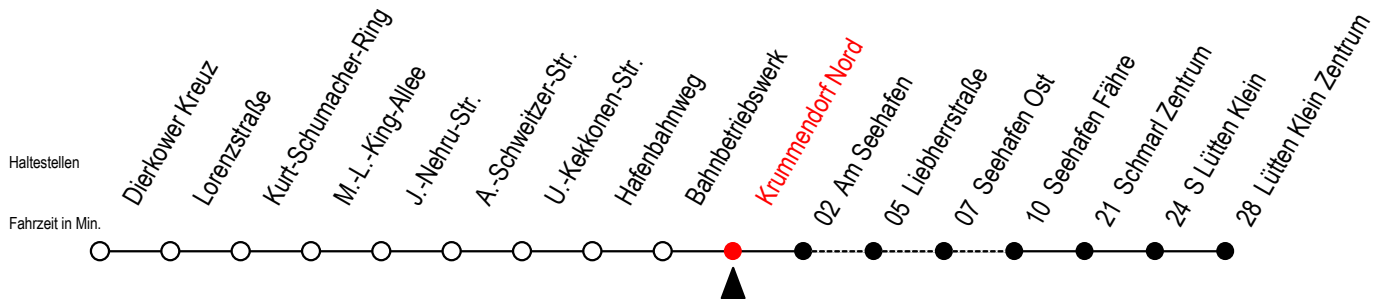 Haltestellen
Fahrzeit in Min.
Dierkower Kreuz
Lorenzstraße
Kurt-Schumacher-Ring
M.-L.-King-Allee
J.-Nehru-Str.
A.-Schweitzer-Str.
U.-Kekkonen-Str.
Hafenbahnweg
Bahnbetriebswerk
Krummendorf Nord
02 Am Seehafen
05 Liebherrstraße
07 Seehafen Ost
10 Seehafen Fähre
21 Schmarl Zentrum
24 S Lütten Klein
28 Lütten Klein Zentrum